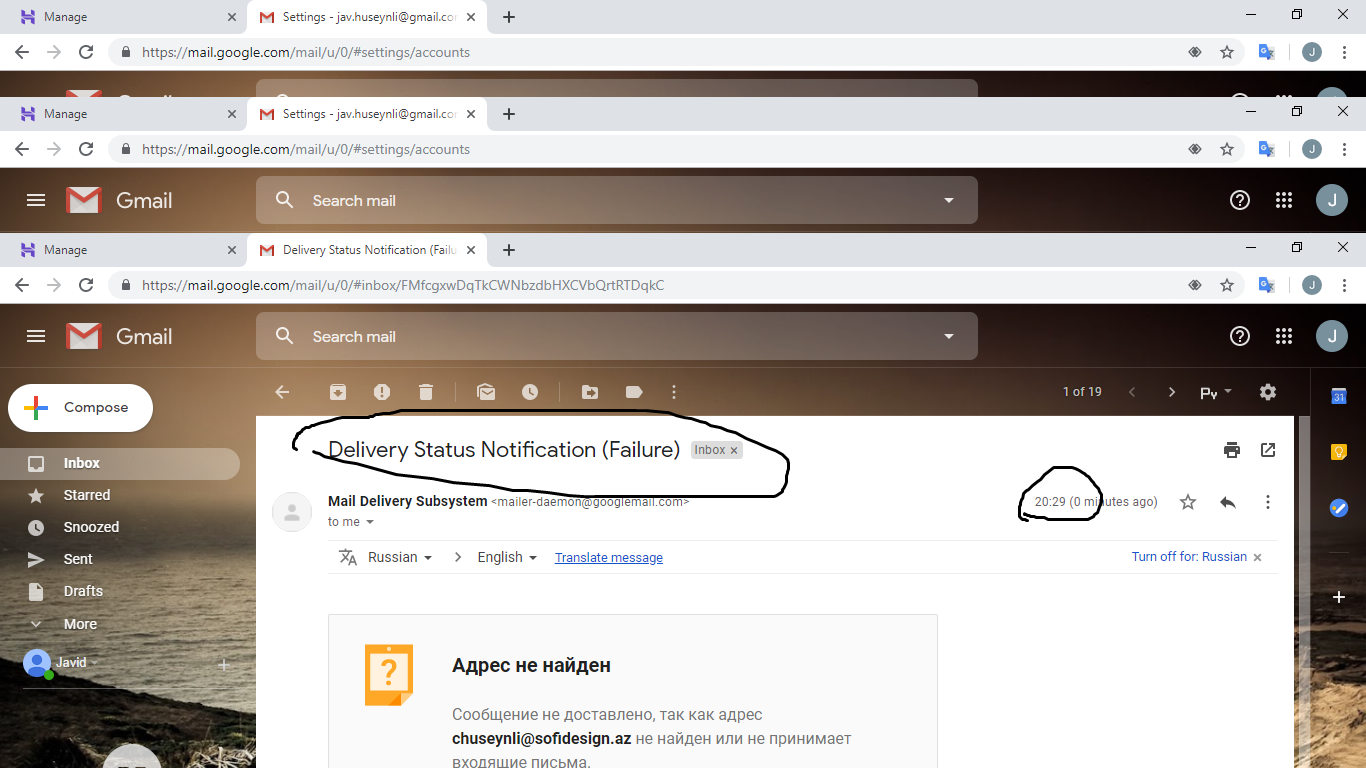 Manage
Settings - jav.huseynli@gmail.cor
J
https://mail.google.com/mail/u/0/#settings/accounts
Manage
Settings - jav.huseynli@gmail.cor
https://mail.google.com/mail/u/0/#settings/accounts
J
Gmail
Search mail
J
Manage
Delivery Status Notification (Failu
https://mail.google.com/mail/u/0/#inbox/FMfcgxwDqTkCWNbzdbHXCVbQrtRTDqkC
J
Gmail
Search mail
J
Compose
1 of 19
Ру
31
Delivery Status Notification (Failure) Inbox ×
Inbox
Starred
Mail Delivery Subsystem <mailer-daemon@googlemail.com>
20:29 (0 minutes ago)
to me
Snoozed
Sent
Russian
English
Translate message
Turn off for: Russian ×
Drafts
More
Javid
Адрес не найден
Сообщение не доставлено, так как адрес
chuseynli@sofidesign.az не найден или не принимает
входящие письма.